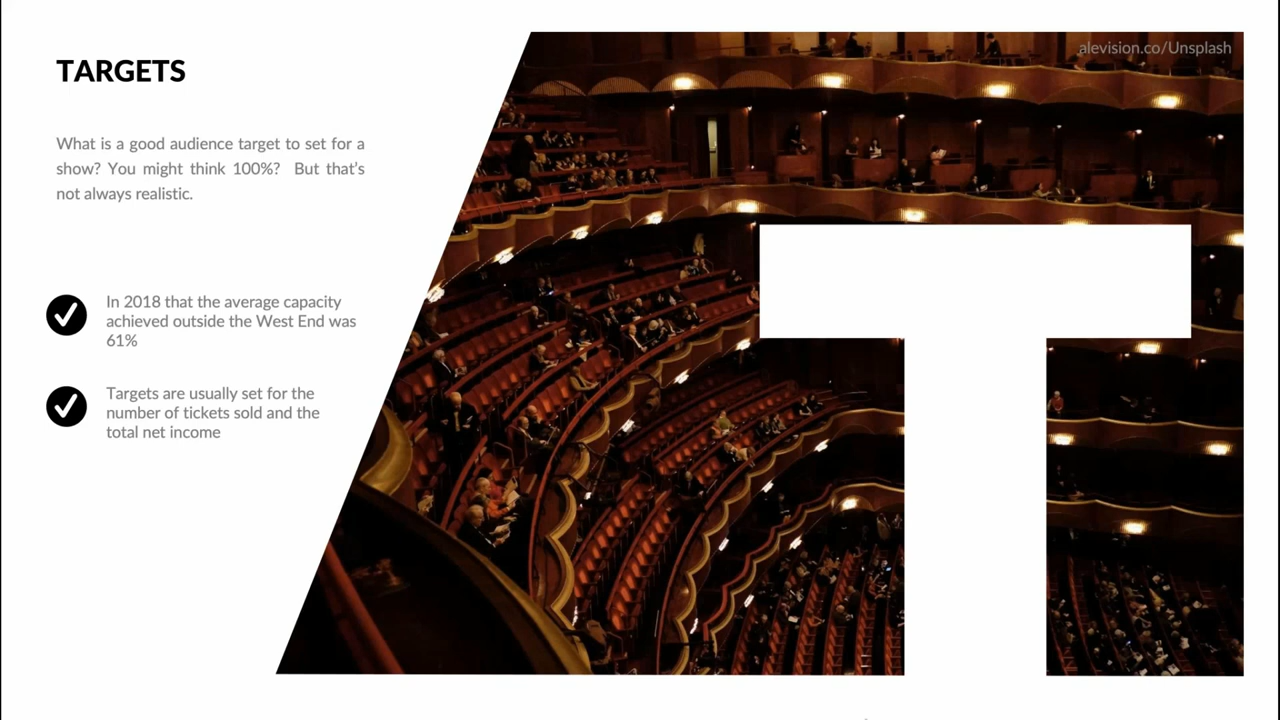 alevision.co/Unsplash
TARGETS
What is a good audience target to set for a
show? You might think 100%? But that's
not always realistic.
In 2018 that the average capacity
achieved outside the West End was
61%
Targets are usually set for the
number of tickets sold and the
total net income
T